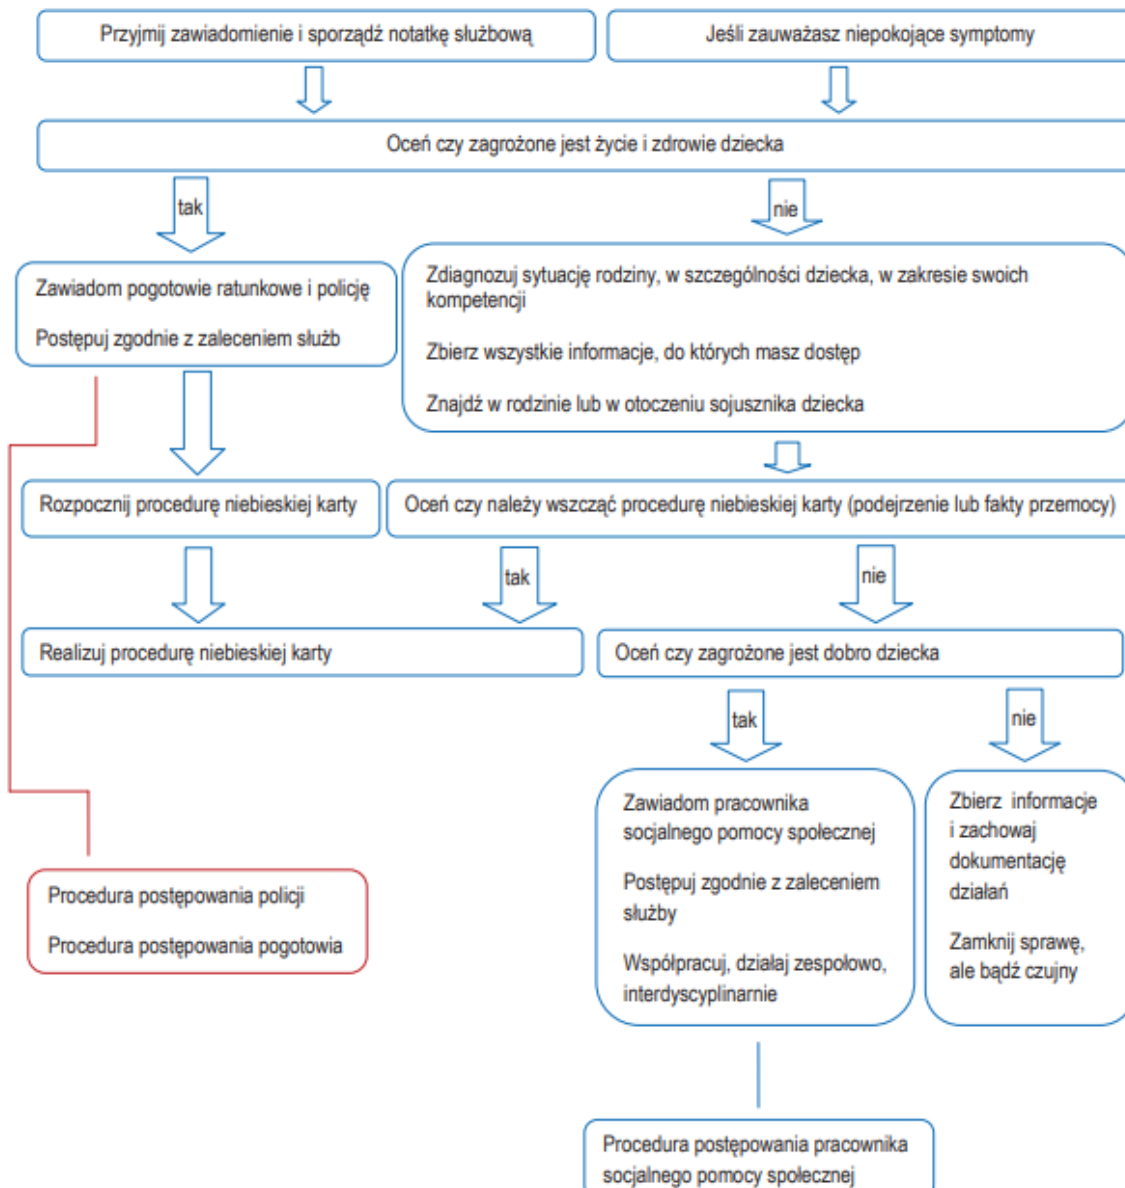 Przyjmij zawiadomienie i sporządź notatkę służbową
Jeśli zauważasz niepokojące symptomy
Oceń czy zagrożone jest życie i zdrowie dziecka
tak
nie
Zawiadom pogotowie ratunkowe i policję
Postępuj zgodnie z zaleceniem służb
Zdiagnozuj sytuację rodziny, w szczególności dziecka, w zakresie swoich
kompetencji
Zbierz wszystkie informacje, do których masz dostęp
Znajdź w rodzinie lub w otoczeniu sojusznika dziecka
Rozpocznij procedurę niebieskiej karty
Oceń czy należy wszcząć procedurę niebieskiej karty (podejrzenie lub fakty przemocy)
tak
nie
Realizuj procedurę niebieskiej karty
Oceń czy zagrożone jest dobro dziecka
tak
nie
Zawiadom pracownika
socjalnego pomocy społecznej
Postępuj zgodnie z zaleceniem
służby
Współpracuj, działaj zespołowo,
interdyscyplinarnie
Zbierz informacje
i zachowaj
dokumentację
działań
Zamknij sprawę,
ale bądź czujny
Procedura postępowania policji
Procedura postępowania pogotowia
Procedura postępowania pracownika
socjalnego pomocy społecznej